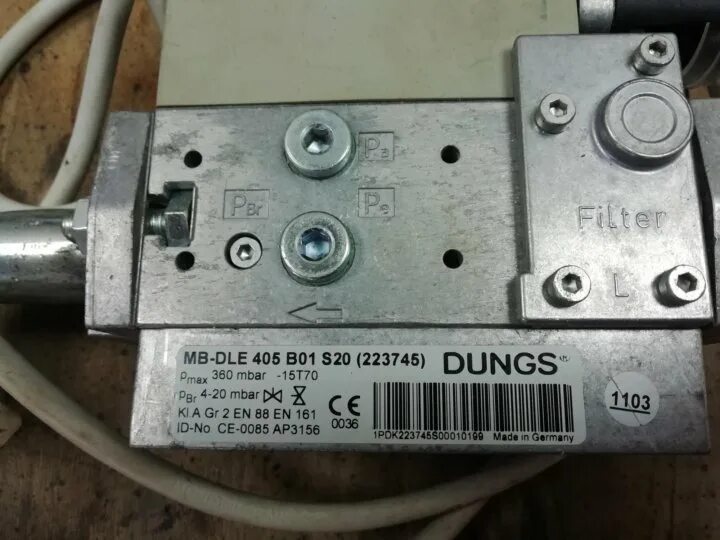 Pa
PBr
Pe
Filter
L
MB-DLE 405 B01 S20 (223745) DUNGS
pmax 360 mbar -15T70
pBr 4-20 mbar
Kl A Gr 2 EN 88 EN 161
ID-No CE-0085 AP3156
CE
0036
1PDK223745S00010199 Made in Germany
1103